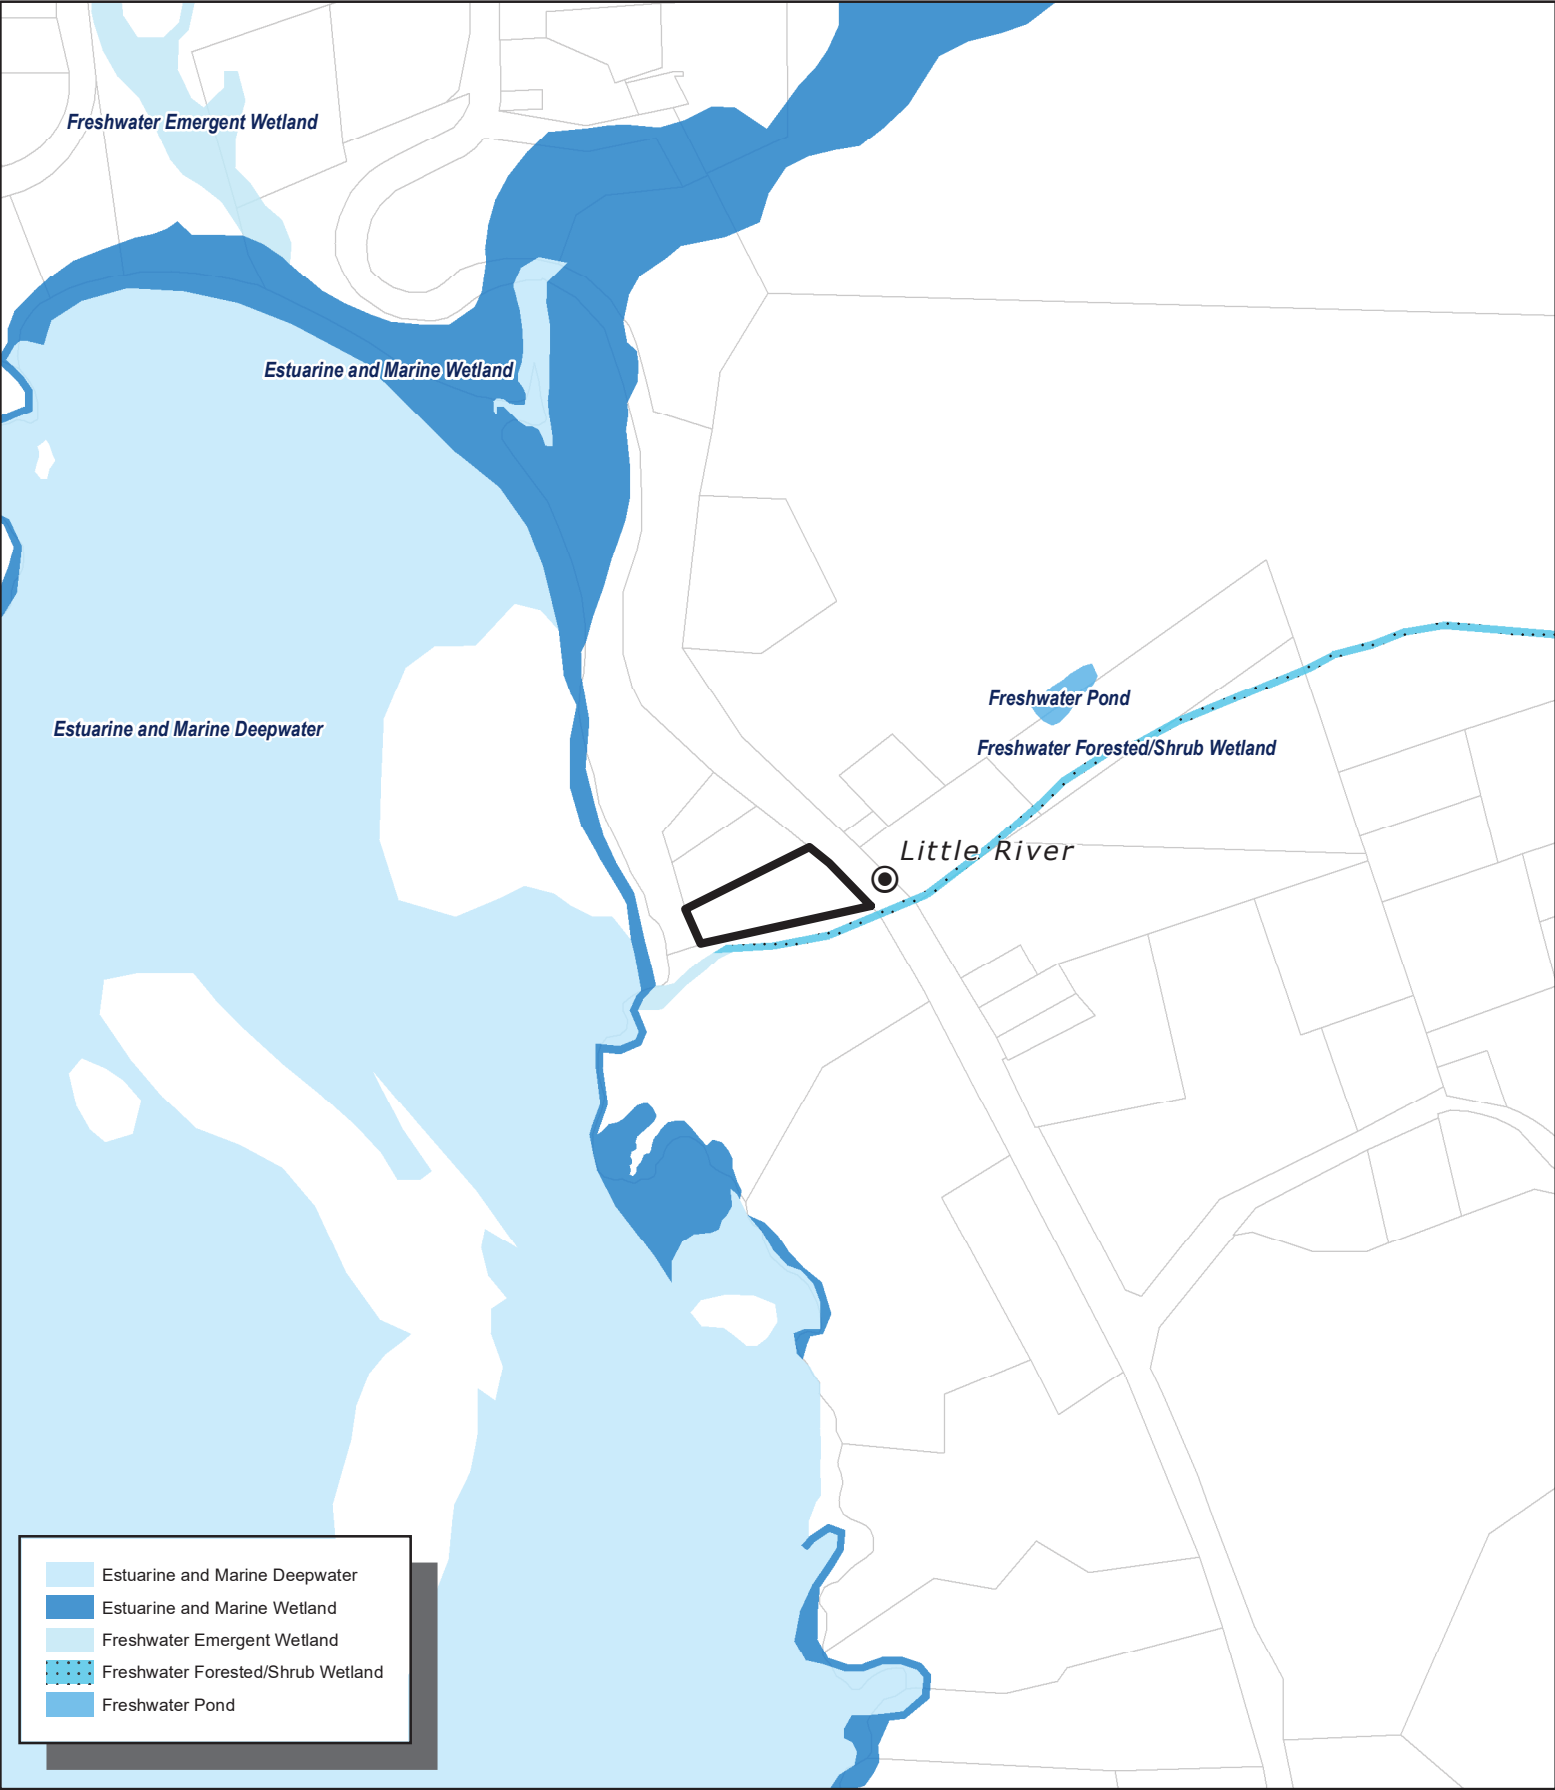 Freshwater Emergent Wetland
Estuarine and Marine Wetland
Freshwater Pond
Estuarine and Marine Deepwater
Freshwater Forested/Shrub Wetland
Little River
Estuarine and Marine Deepwater
Estuarine and Marine Wetland
Freshwater Emergent Wetland
Freshwater Forested/Shrub Wetland
Freshwater Pond